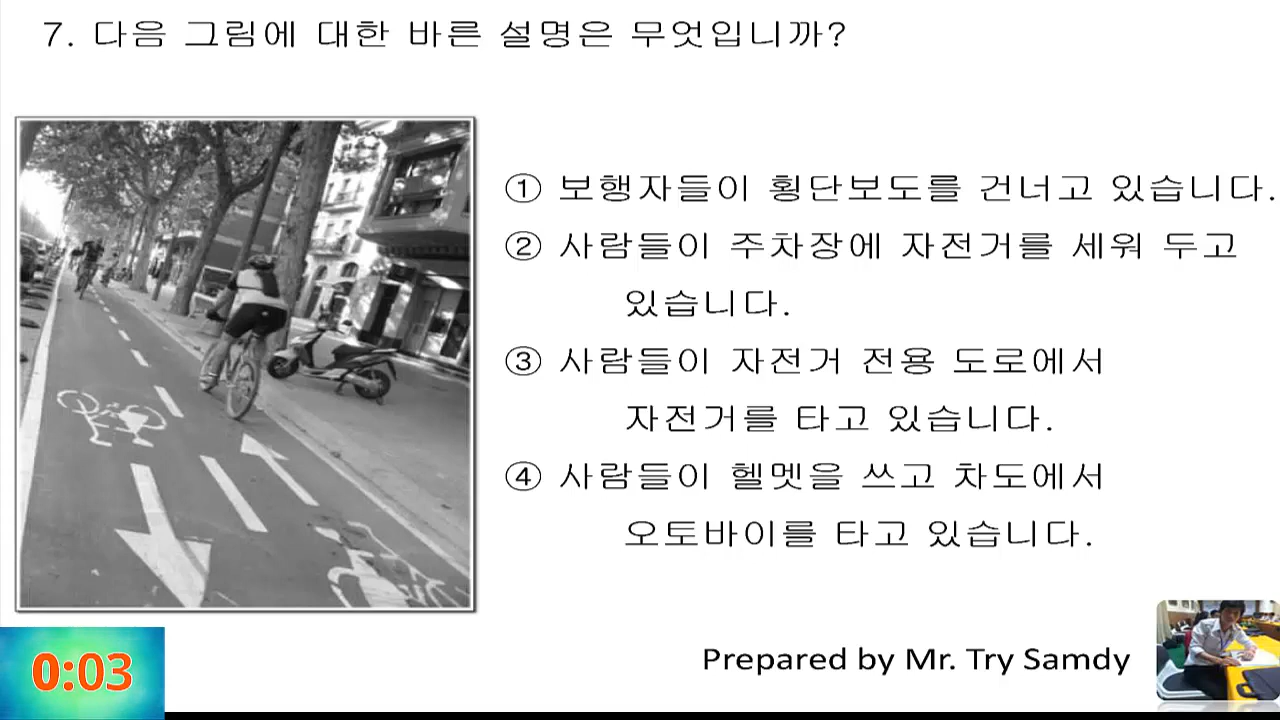 7. 다음 그림에 대한 바른 설명은 무엇입니까?
① 보행자들이 횡단보도를 건너고 있습니다.
② 사람들이 주차장에 자전거를 세워 두고
있습니다.
③ 사람들이 자전거 전용 도로에서
자전거를 타고 있습니다.
④ 사람들이 헬멧을 쓰고 차도에서
오토바이를 타고 있습니다.
Prepared by Mr. Try Samdy
0:03